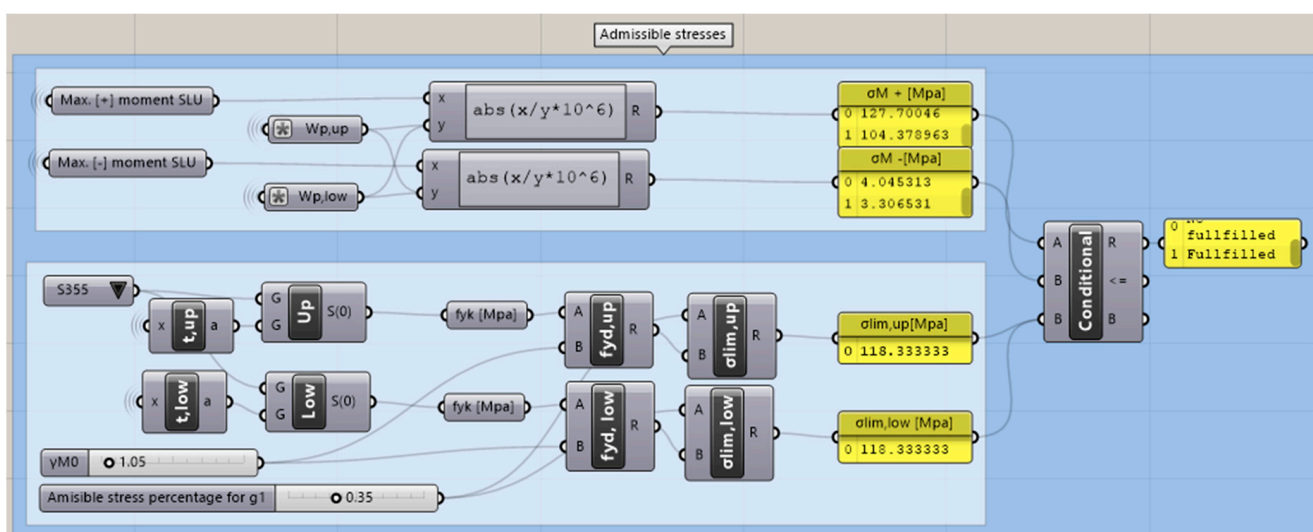 Admissible stresses
Max. [+] moment SLU
Wp,up
Max. [-] moment SLU
Wp,low
x
y
abs(x/y*10^6)
R
x
y
abs(x/y*10^6)
R
σM + [Mpa]
0 127.70046
1 104.378963
σM -[Mpa]
0 4.045313
1 3.306531
S355
x
t,up
a
G
G
Up
S(0)
fyk [Mpa]
A
B
fyd,up
R
A
B
σlim,up
R
σlim,up[Mpa]
0 118.333333
x
t,low
a
G
G
Low
S(0)
fyk [Mpa]
A
B
fyd, low
R
A
B
σlim,low
R
σlim,low [Mpa]
0 118.333333
γM0
1.05
Amisible stress percentage for g1
0.35
A
B
B
Conditional
R
<=
B
0
fullfilled
1 Fullfilled